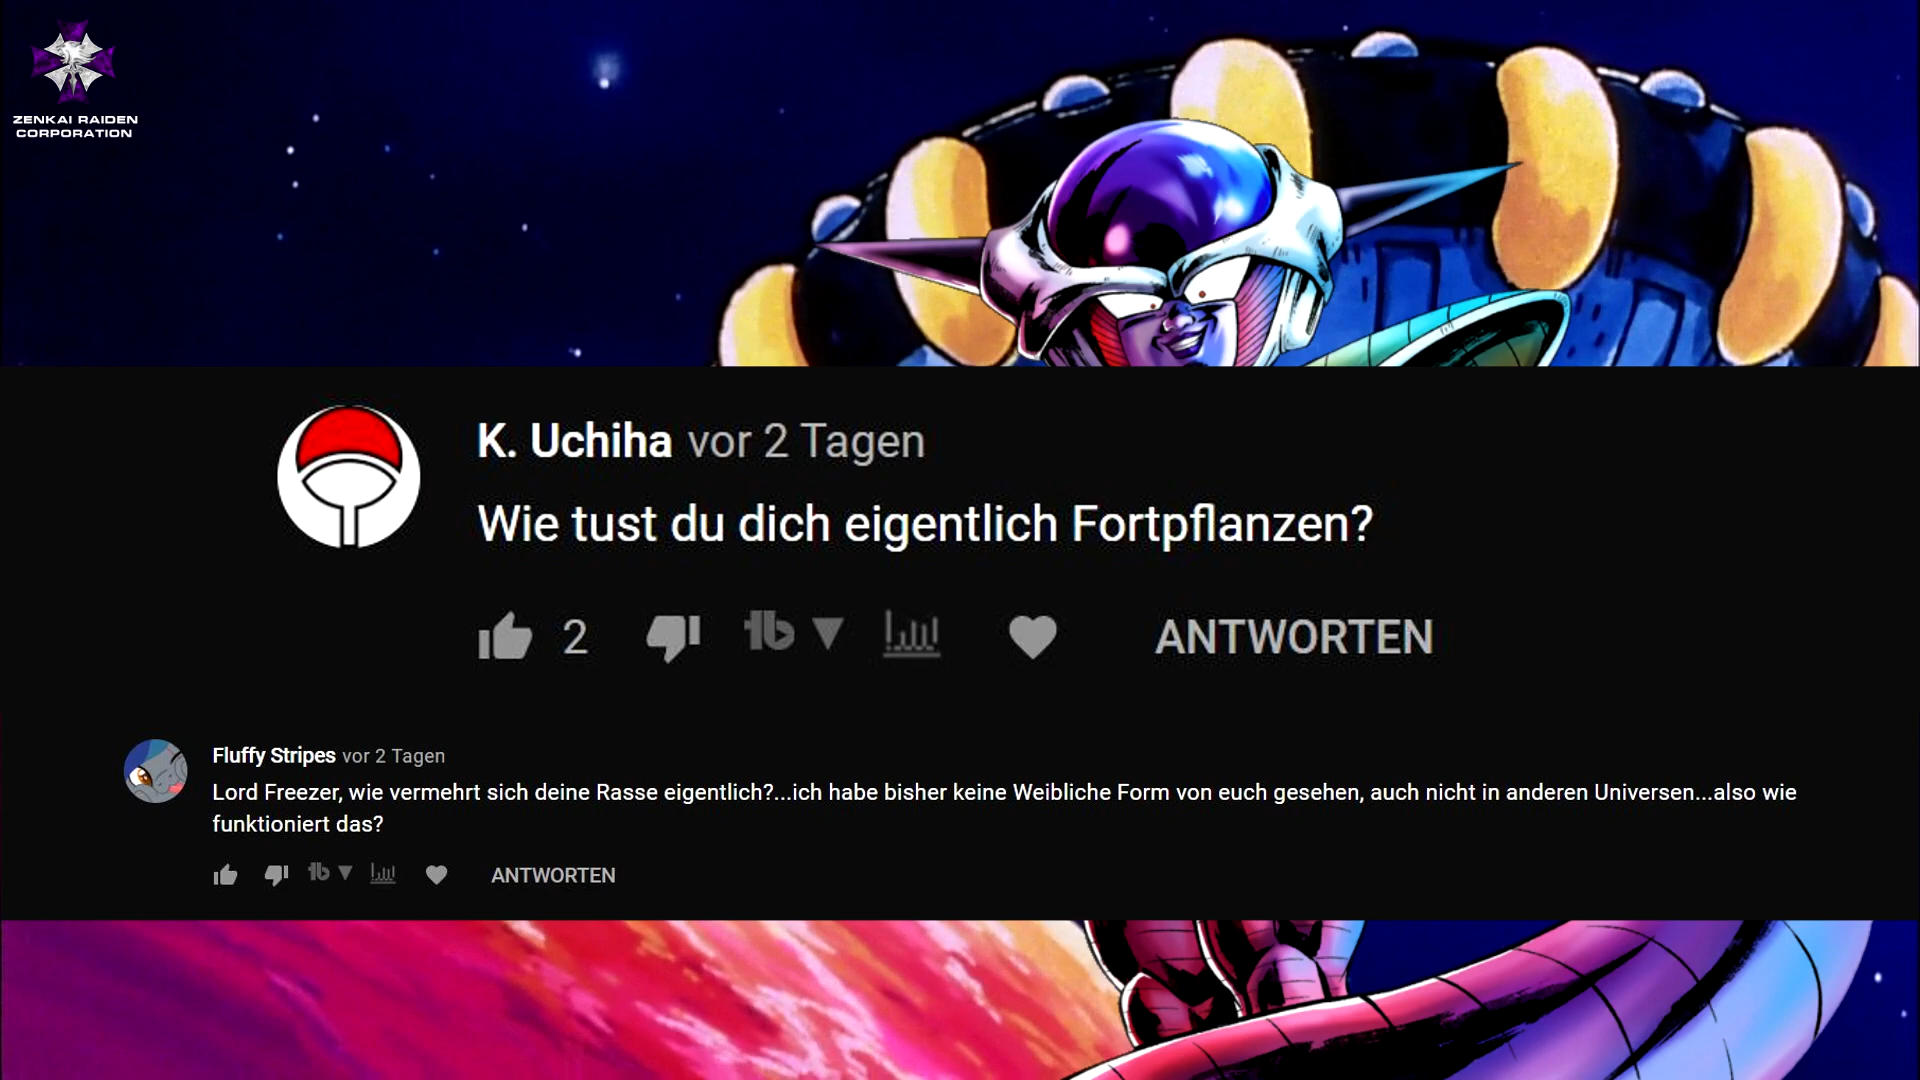 ZENKAI RAIDEN
CORPORATION
K. Uchiha vor 2 Tagen
Wie tust du dich eigentlich Fortpflanzen?
2 ANTWORTEN
Fluffy Stripes vor 2 Tagen
Lord Freezer, wie vermehrt sich deine Rasse eigentlich?...ich habe bisher keine Weibliche Form von euch gesehen, auch nicht in anderen Universen...also wie
funktioniert das?
ANTWORTEN